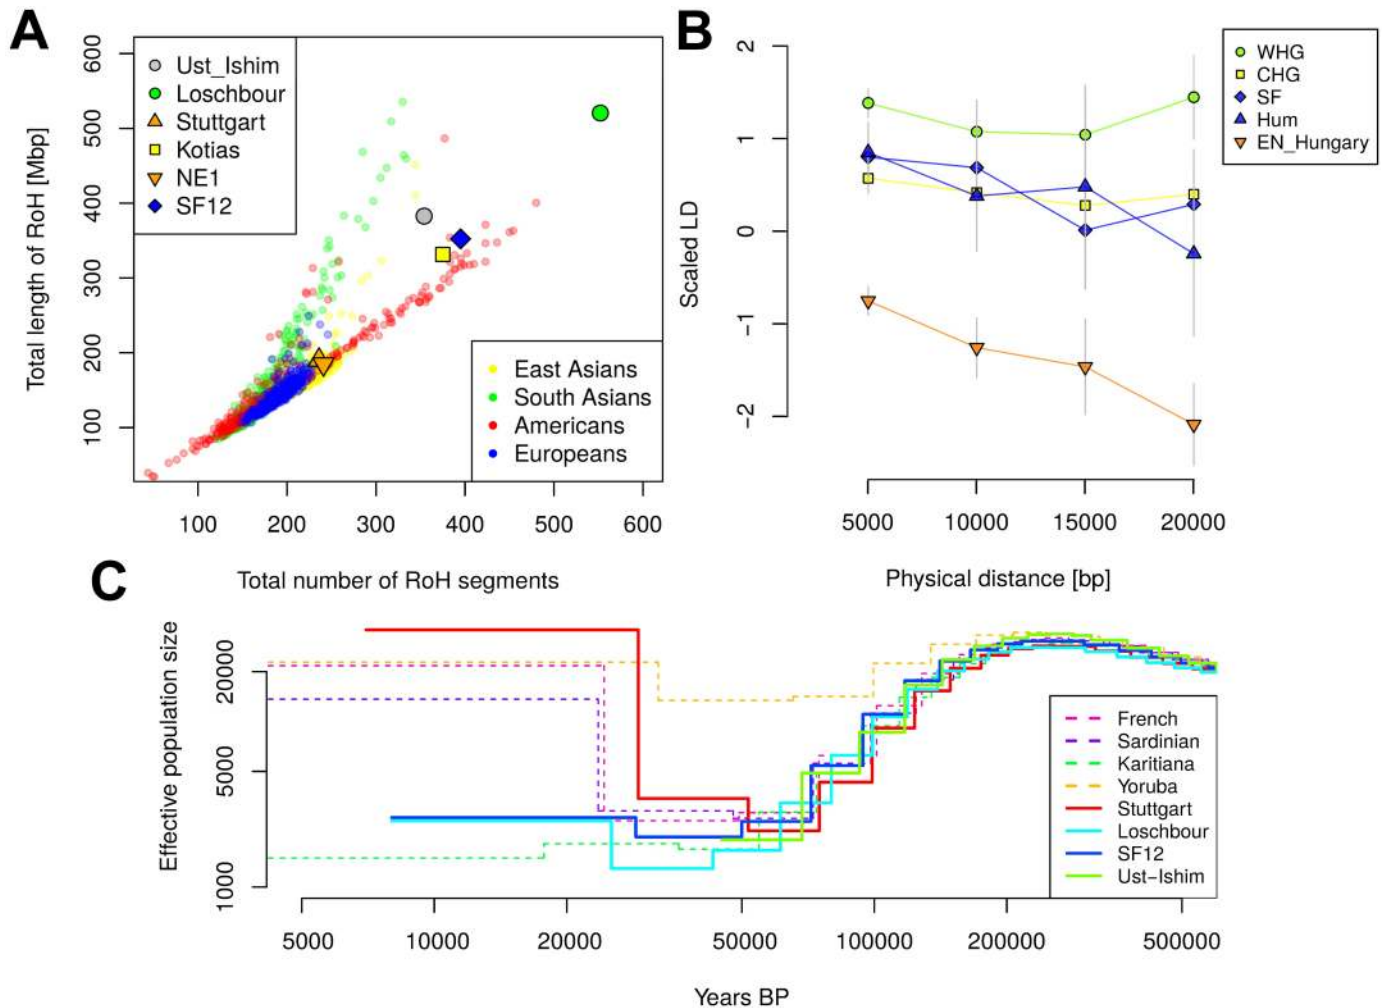 A
Total length of RoH [Mbp]
600
500
400
300
200
100
Ust_Ishim
Loschbour
Stuttgart
Kotias
NE1
SF12
East Asians
South Asians
Americans
Europeans
100 200 300 400 500 600
Total number of RoH segments
B
Scaled LD
2
1
0
−1
−2
WHG
CHG
SF
Hum
EN_Hungary
5000 10000 15000 20000
Physical distance [bp]
C
Effective population size
20000
5000
1000
French
Sardinian
Karitiana
Yoruba
Stuttgart
Loschbour
SF12
Ust−Ishim
5000 10000 20000 50000 100000 200000 500000
Years BP